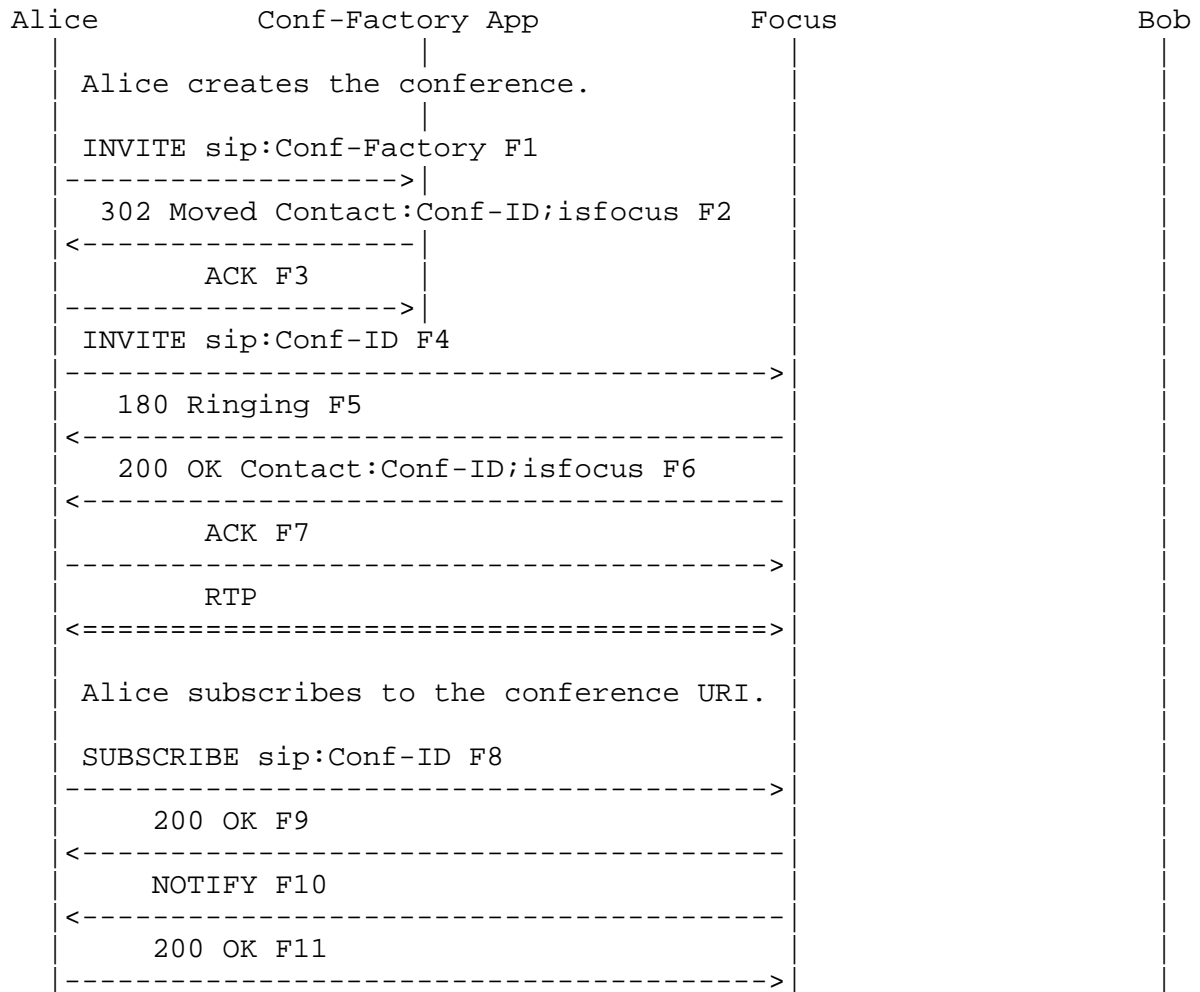 Alice Conf-Factory App Focus Bob
Alice creates the conference.
INVITE sip:Conf-Factory F1
302 Moved Contact:Conf-ID;isfocus F2
ACK F3
INVITE sip:Conf-ID F4
180 Ringing F5
200 OK Contact:Conf-ID;isfocus F6
ACK F7
RTP
Alice subscribes to the conference URI.
SUBSCRIBE sip:Conf-ID F8
200 OK F9
NOTIFY F10
200 OK F11